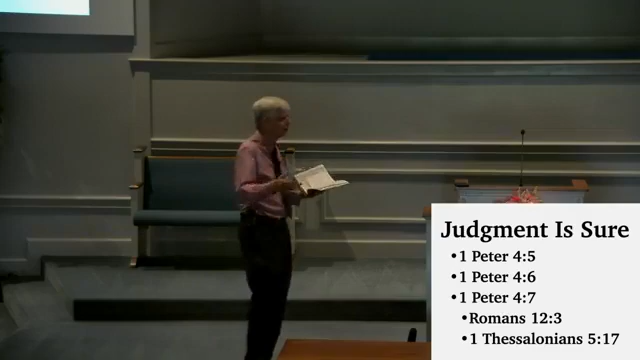 Judgment Is Sure
•1 Peter 4:5
•1 Peter 4:6
•1 Peter 4:7
•Romans 12:3
•1 Thessalonians 5:17